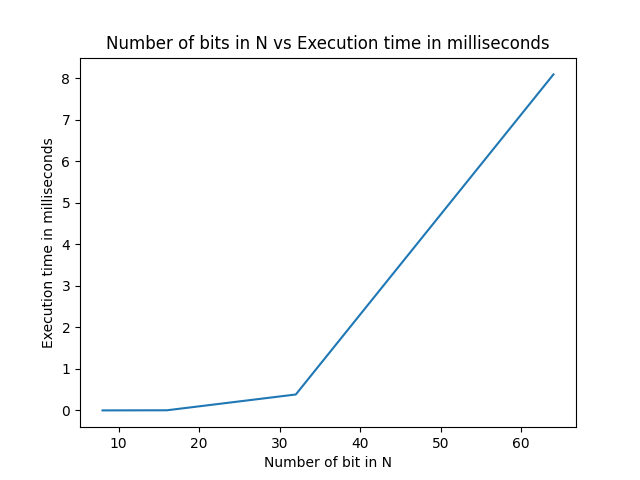 Number of bits in N vs Execution time in milliseconds
Execution time in milliseconds
8
7
6
5
4
3
2
1
0
10 20 30 40 50 60
Number of bit in N